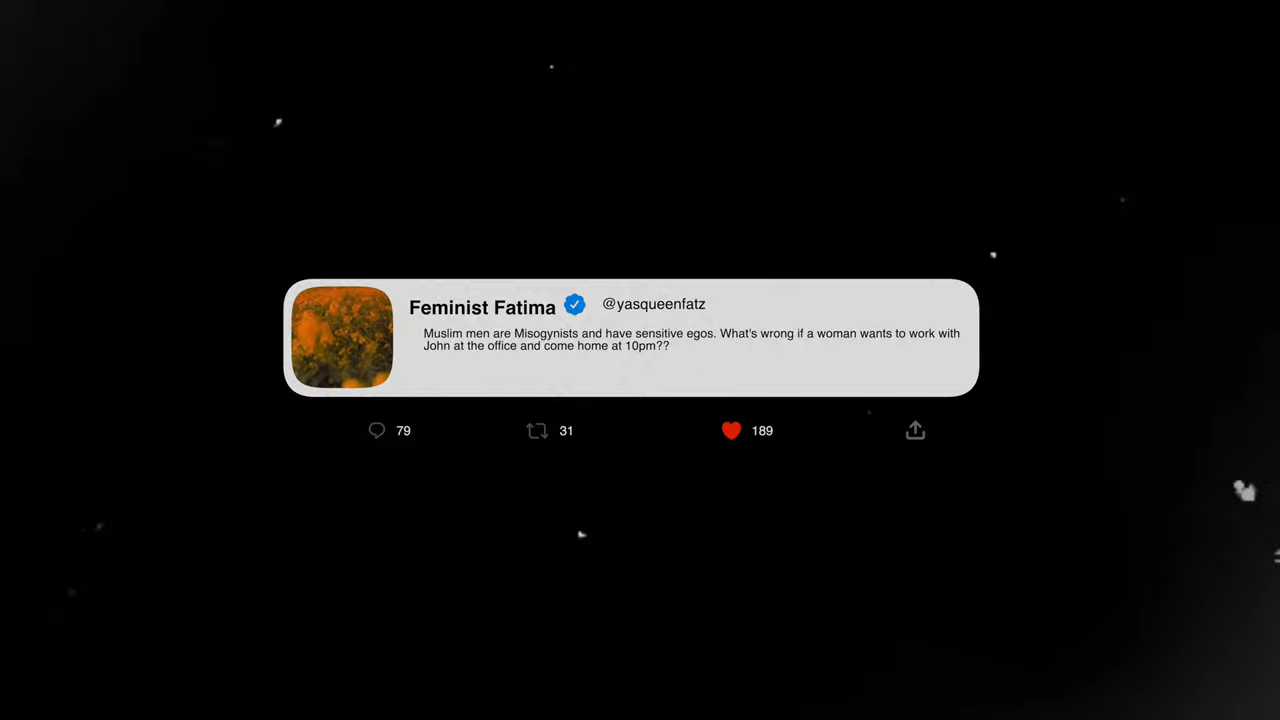 Feminist Fatima @yasqueenfatz
Muslim men are Misogynists and have sensitive egos. What's wrong if a woman wants to work with
John at the office and come home at 10pm??
79 31 189